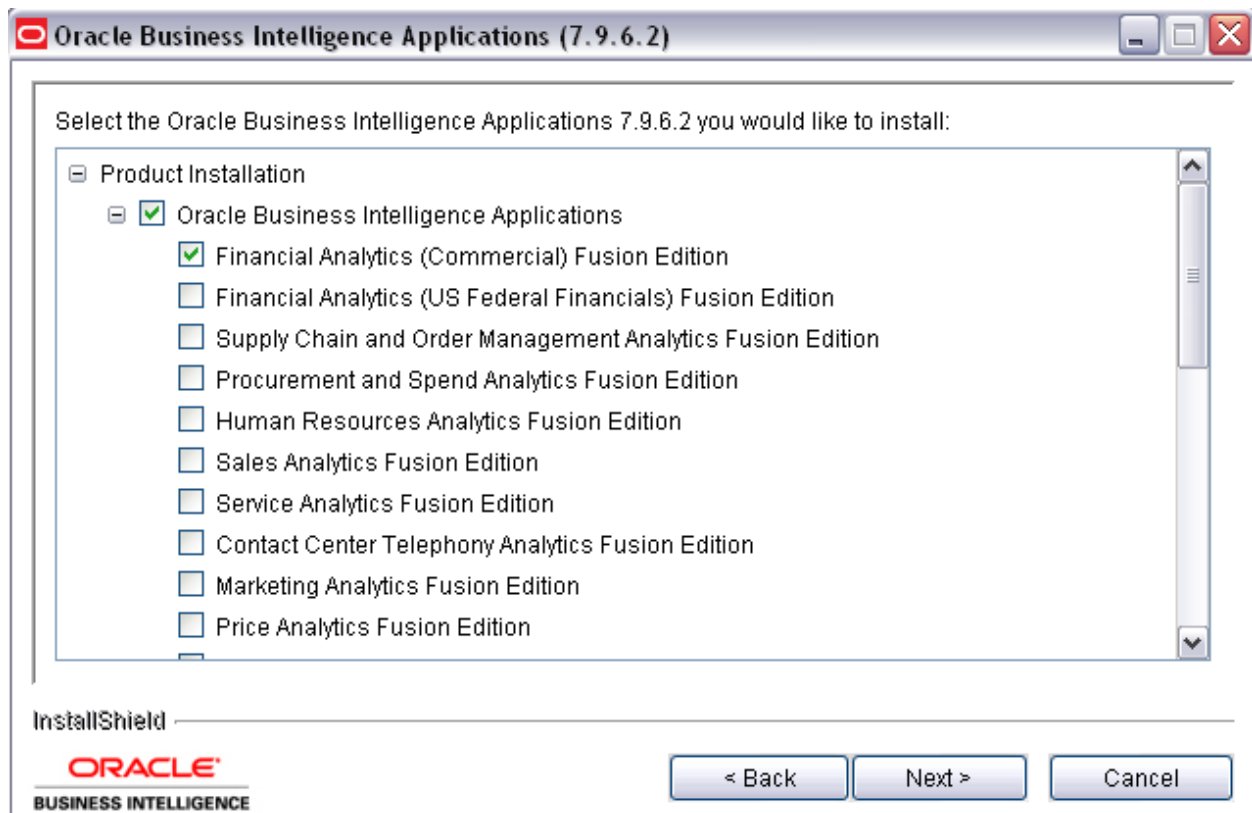 Oracle Business Intelligence Applications (7.9.6.2)
Select the Oracle Business Intelligence Applications 7.9.6.2 you would like to install:
Product Installation
Oracle Business Intelligence Applications
Financial Analytics (Commercial) Fusion Edition
Financial Analytics (US Federal Financials) Fusion Edition
Supply Chain and Order Management Analytics Fusion Edition
Procurement and Spend Analytics Fusion Edition
Human Resources Analytics Fusion Edition
Sales Analytics Fusion Edition
Service Analytics Fusion Edition
Contact Center Telephony Analytics Fusion Edition
Marketing Analytics Fusion Edition
Price Analytics Fusion Edition
InstallShield
ORACLE
BUSINESS INTELLIGENCE
< Back Next > Cancel